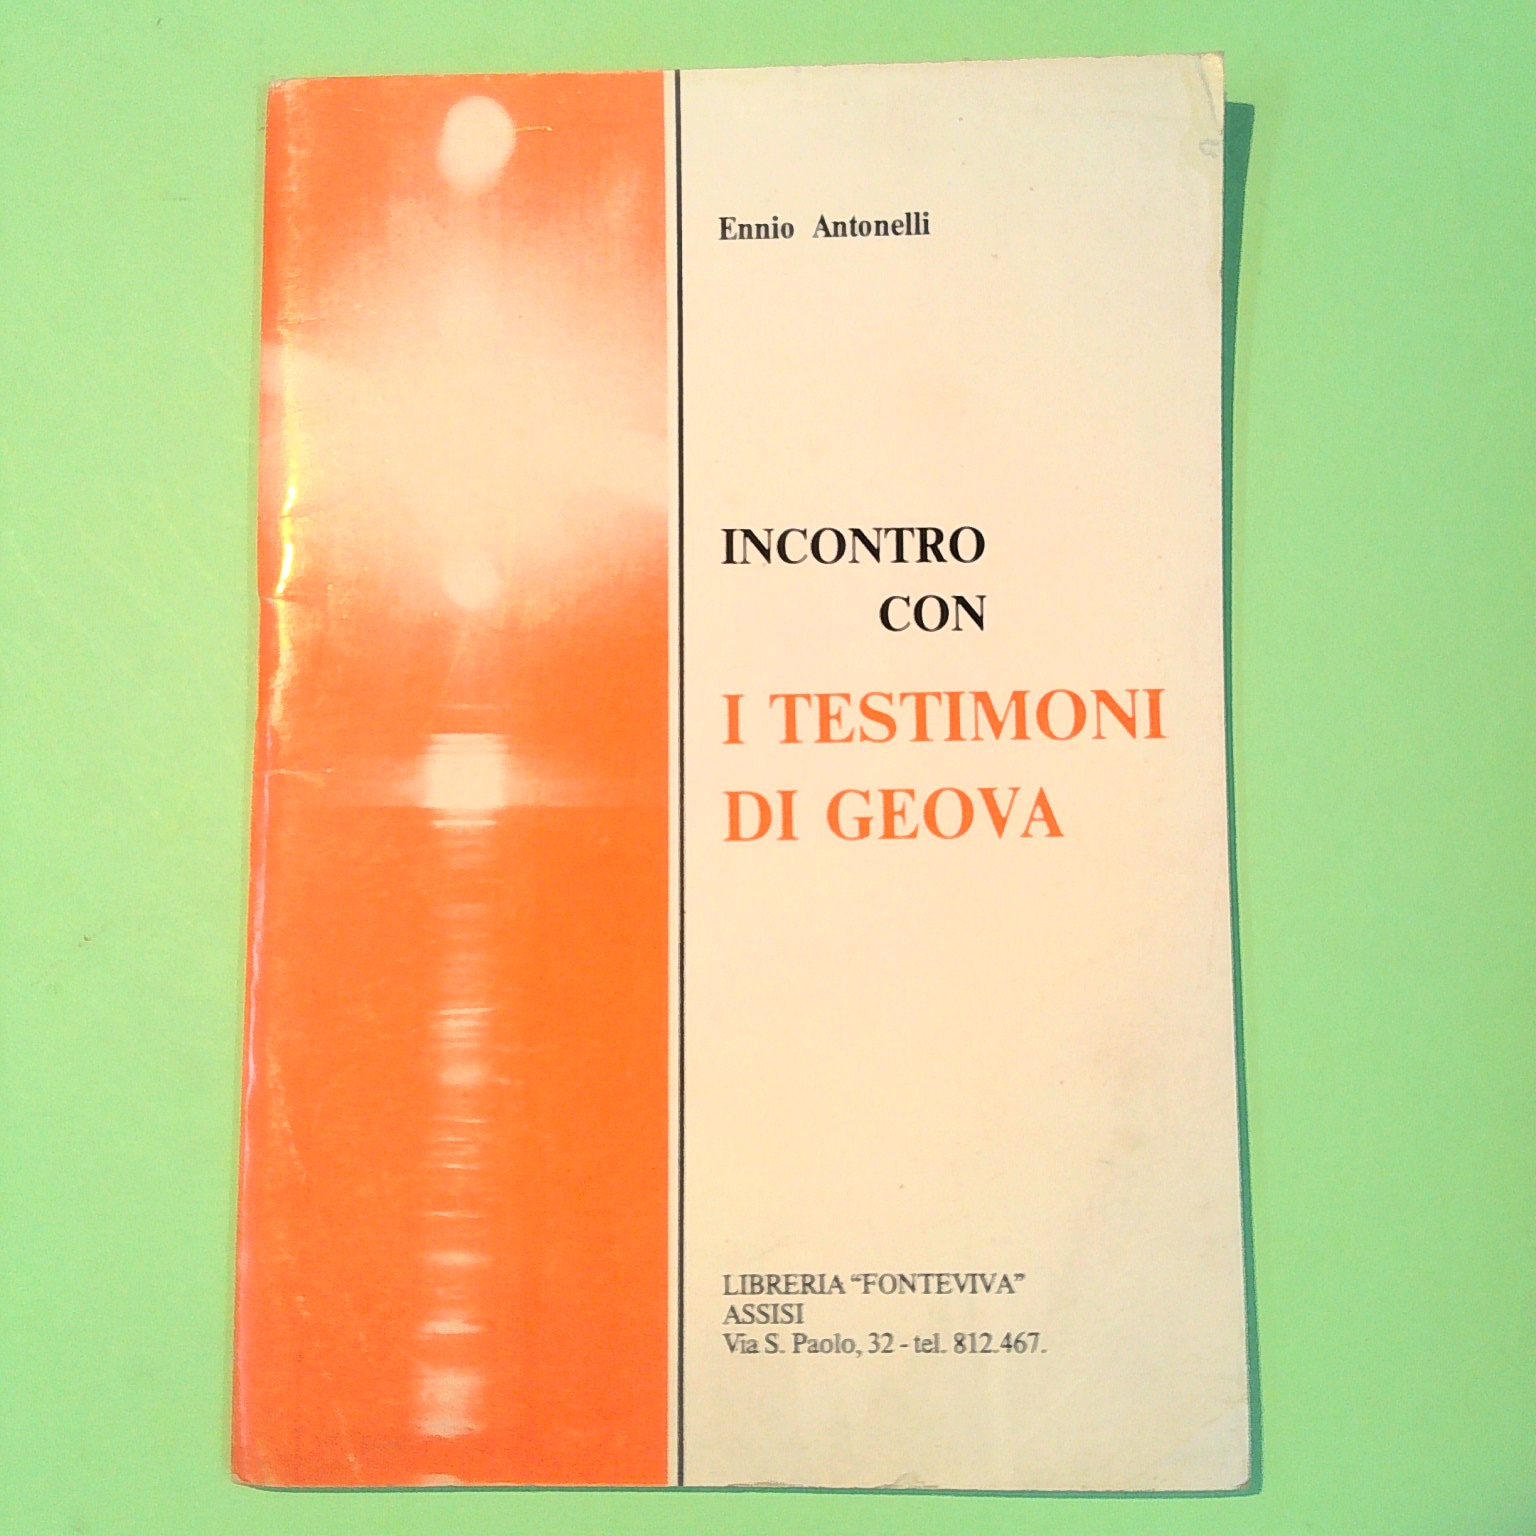 Ennio Antonelli
INCONTRO
CON
I TESTIMONI
DI GEOVA
LIBRERIA “FONTEVIVA”
ASSISI
Via S. Paolo, 32 - tel. 812.467.